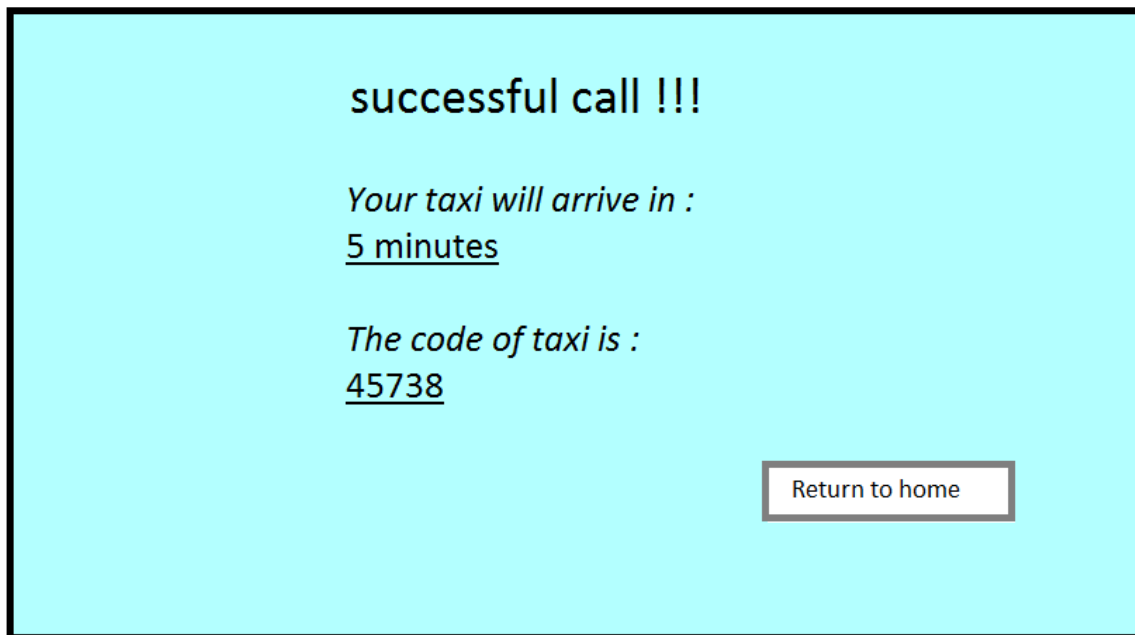 successful call !!!
Your taxi will arrive in :
5 minutes
The code of taxi is :
45738
Return to home